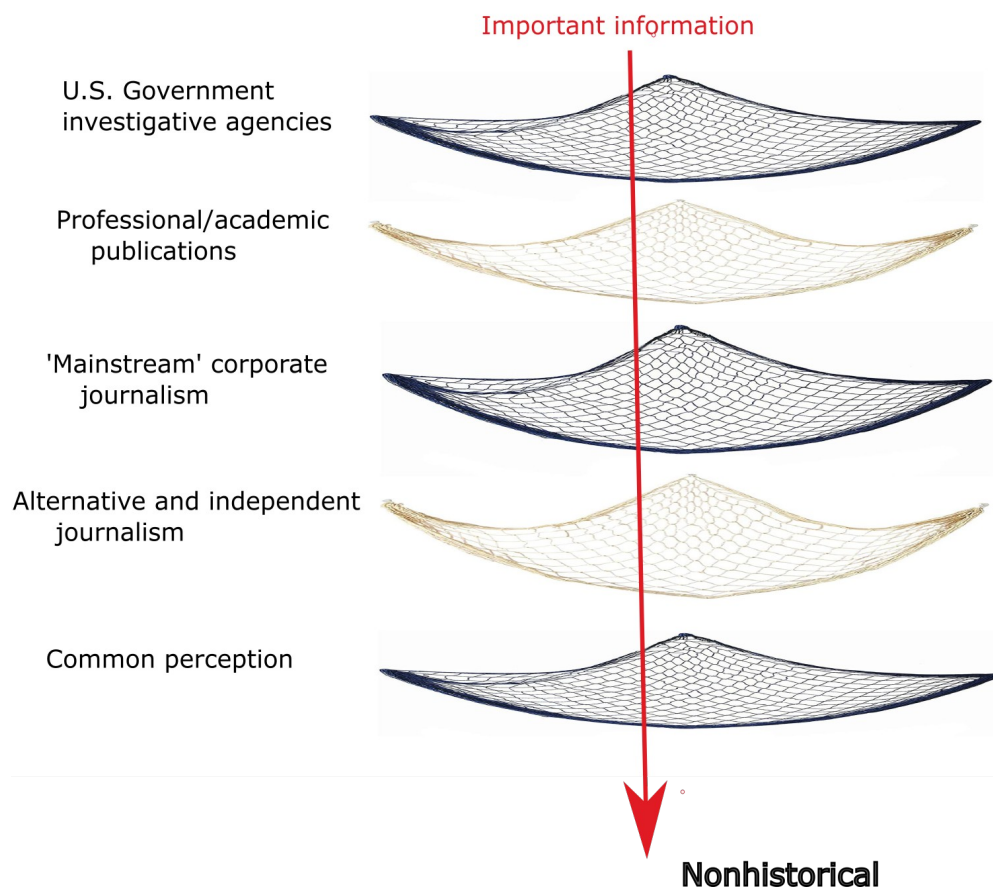 Important information
U.S. Government
investigative agencies
Professional/academic
publications
'Mainstream' corporate
journalism
Alternative and independent
journalism
Common perception
Nonhistorical